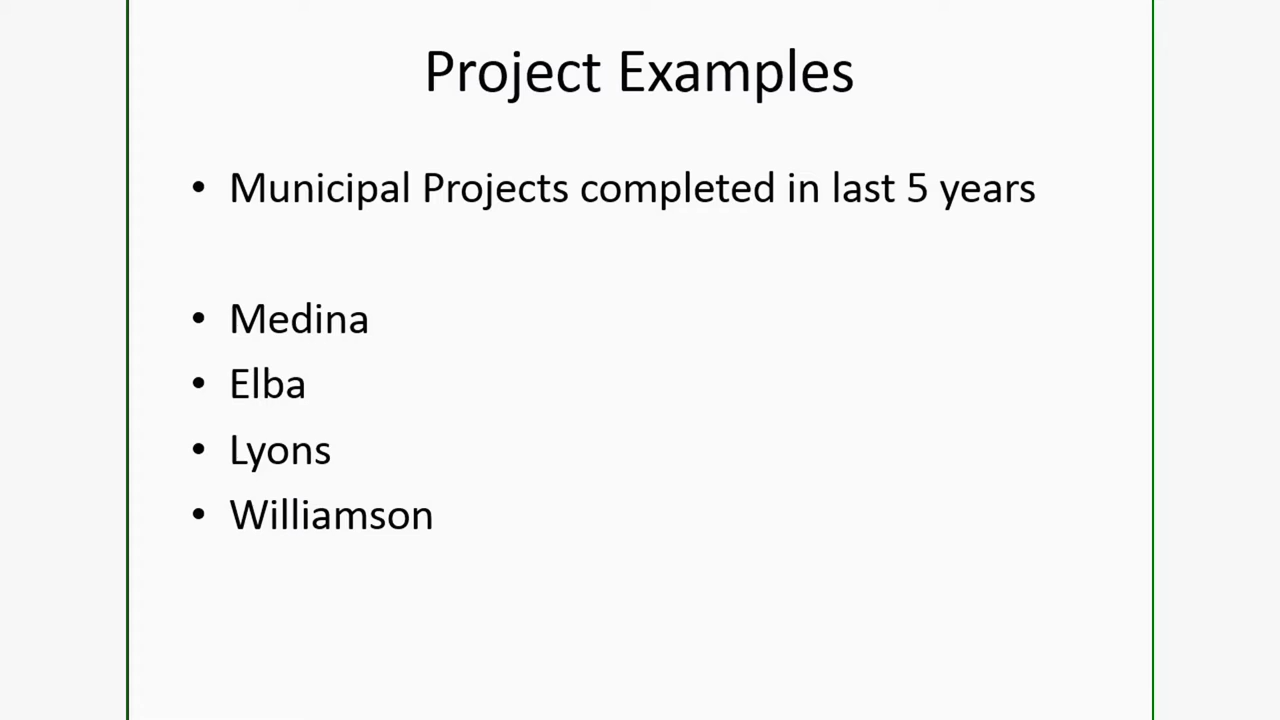 Project Examples
• Municipal Projects completed in last 5 years
• Medina
• Elba
• Lyons
• Williamson